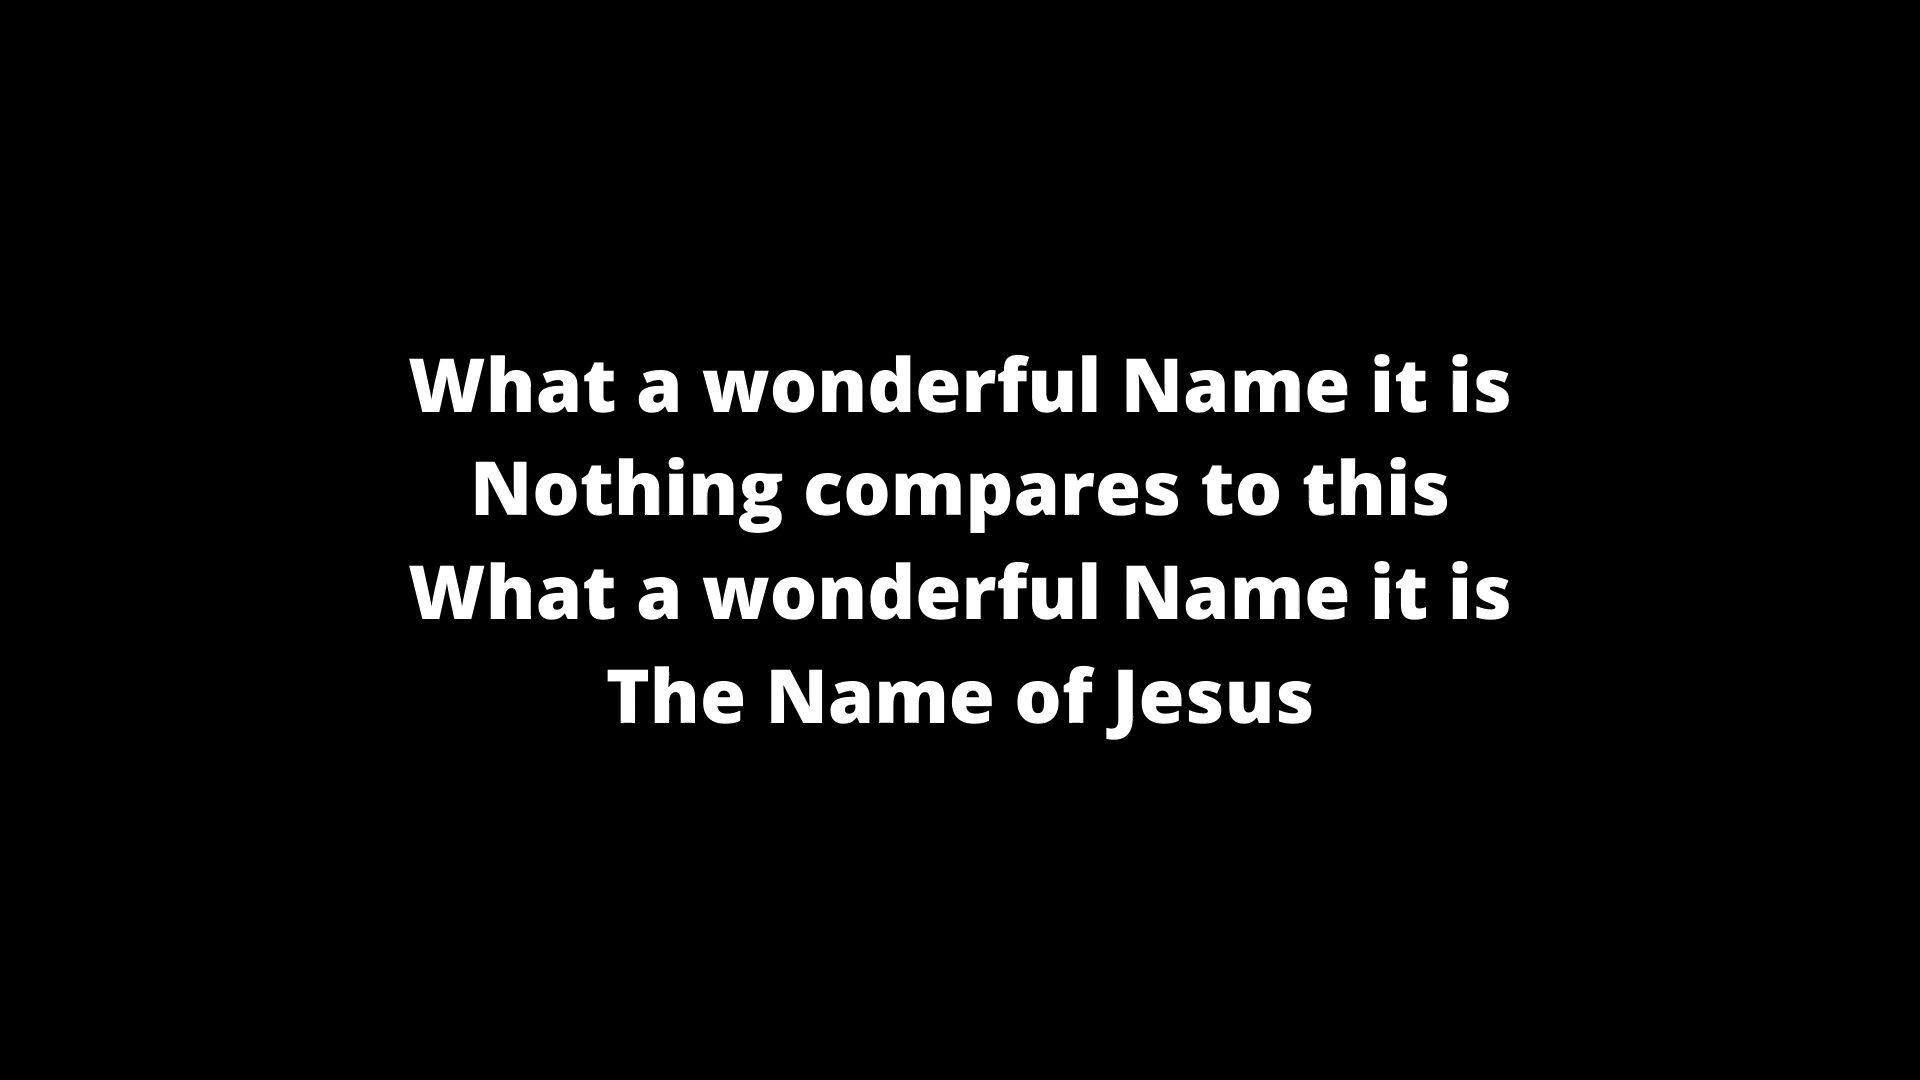 What a wonderful Name it is
Nothing compares to this
What a wonderful Name it is
The Name of Jesus